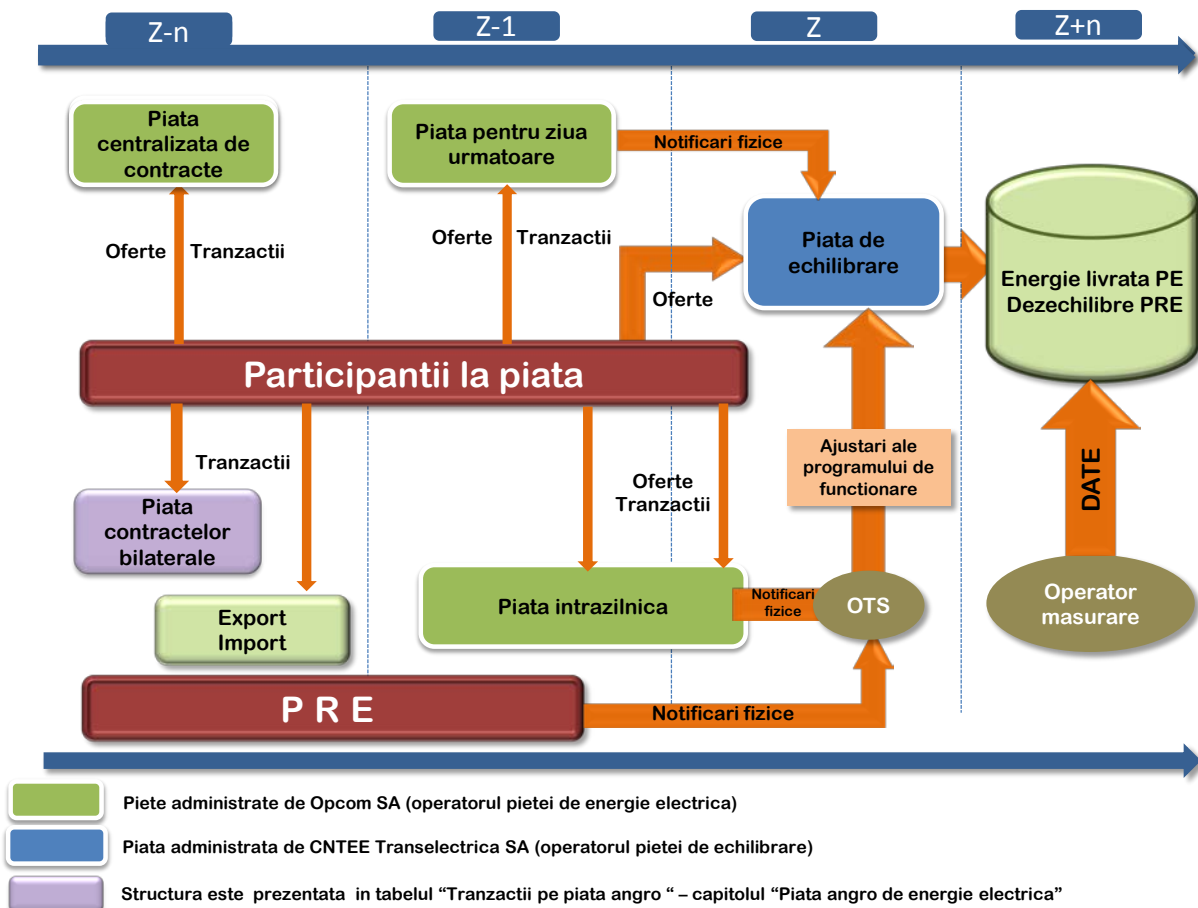 Z-n
Z-1
Z
Z+n
Piata
centralizata de
contracte
Piata pentru ziua
urmatoare
Notificari fizice
Oferte
Tranzactii
Oferte
Tranzactii
Piata de
echilibrare
Oferte
Energie livrata PE
Dezechilibre PRE
Participantii la piata
Tranzactii
Oferte
Tranzactii
Ajustari ale
programului de
functionare
DATE
Piata
contractelor
bilaterale
Export
Import
Piata intrazilnica
Notificari
fizice
OTS
Operator
masurare
P R E
Notificari fizice
Piete administrate de Opcom SA (operatorul pietei de energie electrica)
Piata administrata de CNTEE Transelectrica SA (operatorul pietei de echilibrare)
Structura este prezentata in tabelul “Tranzactii pe piata angro “ – capitolul “Piata angro de energie electrica”